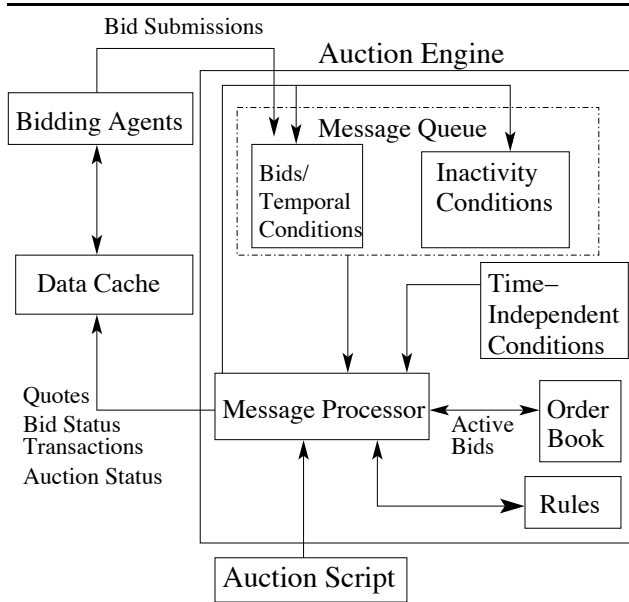 Bid Submissions
Auction Engine
Bidding Agents
Message Queue
Bids/
Temporal
Conditions
Inactivity
Conditions
Data Cache
Time–
Independent
Conditions
Quotes
Bid Status
Transactions
Auction Status
Message Processor
Active
Bids
Order
Book
Rules
Auction Script